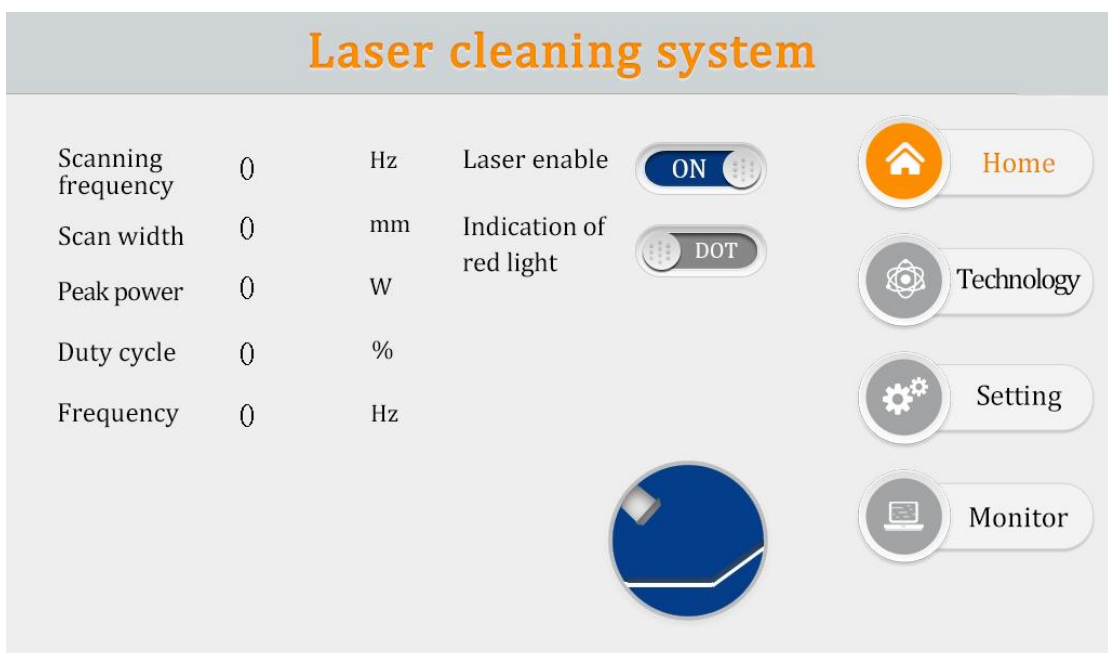 Laser cleaning system
Scanning
frequency
0
Hz
Scan width
0
mm
Peak power
0
W
Duty cycle
0
%
Frequency
0
Hz
Laser enable
ON
Indication of
red light
DOT
Home
Technology
Setting
Monitor